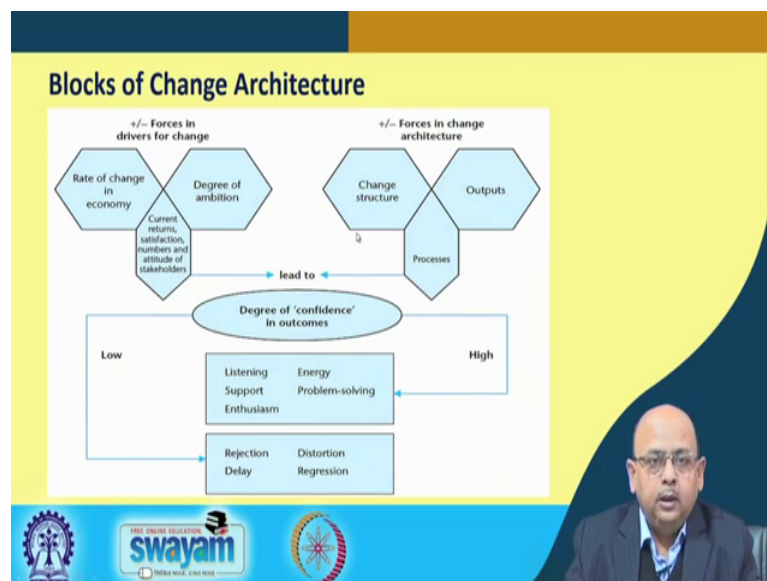 Blocks of Change Architecture
+/– Forces in
drivers for change
+/– Forces in change
architecture
Rate of change
in
economy
Degree of
ambition
Current
returns,
satisfaction,
numbers and
attitude of
stakeholders
Change
structure
Outputs
Processes
lead to
Degree of 'confidence'
in outcomes
Low
High
Listening Energy
Support Problem-solving
Enthusiasm
Rejection Distortion
Delay Regression
FREE ONLINE EDUCATION
swayam